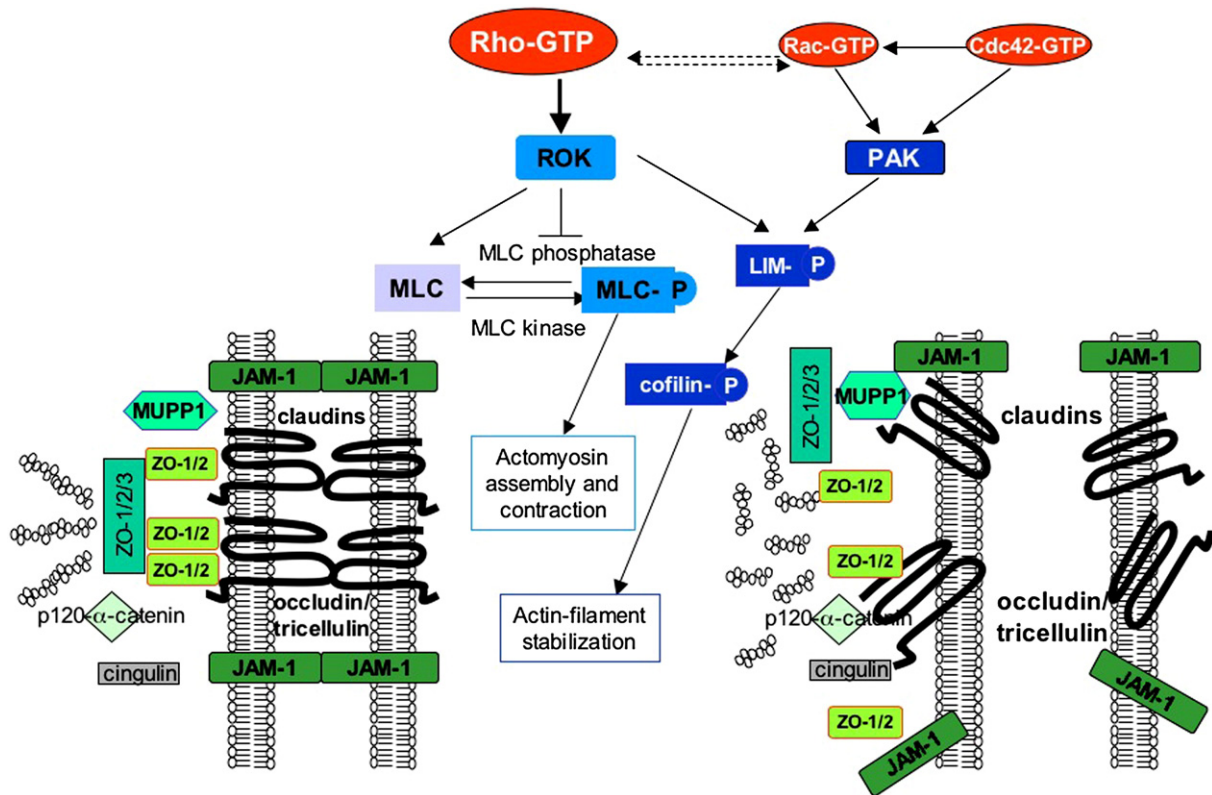 Rho-GTP
Rac-GTP
Cdc42-GTP
ROK
PAK
MLC phosphatase
MLC
MLC- P
LIM- P
MLC kinase
cofilin- P
Actomyosin
assembly and
contraction
Actin-filament
stabilization
JAM-1
JAM-1
MUPP1
claudins
ZO-1/2
ZO-1/2/3
ZO-1/2
ZO-1/2
occludin/
tricellulin
p120-α-catenin
cingulin
JAM-1
JAM-1
JAM-1
JAM-1
ZO-1/2/3
MUPP1
claudins
ZO-1/2
ZO-1/2
occludin/
tricellulin
p120-α-catenin
cingulin
ZO-1/2
JAM-1
JAM-1